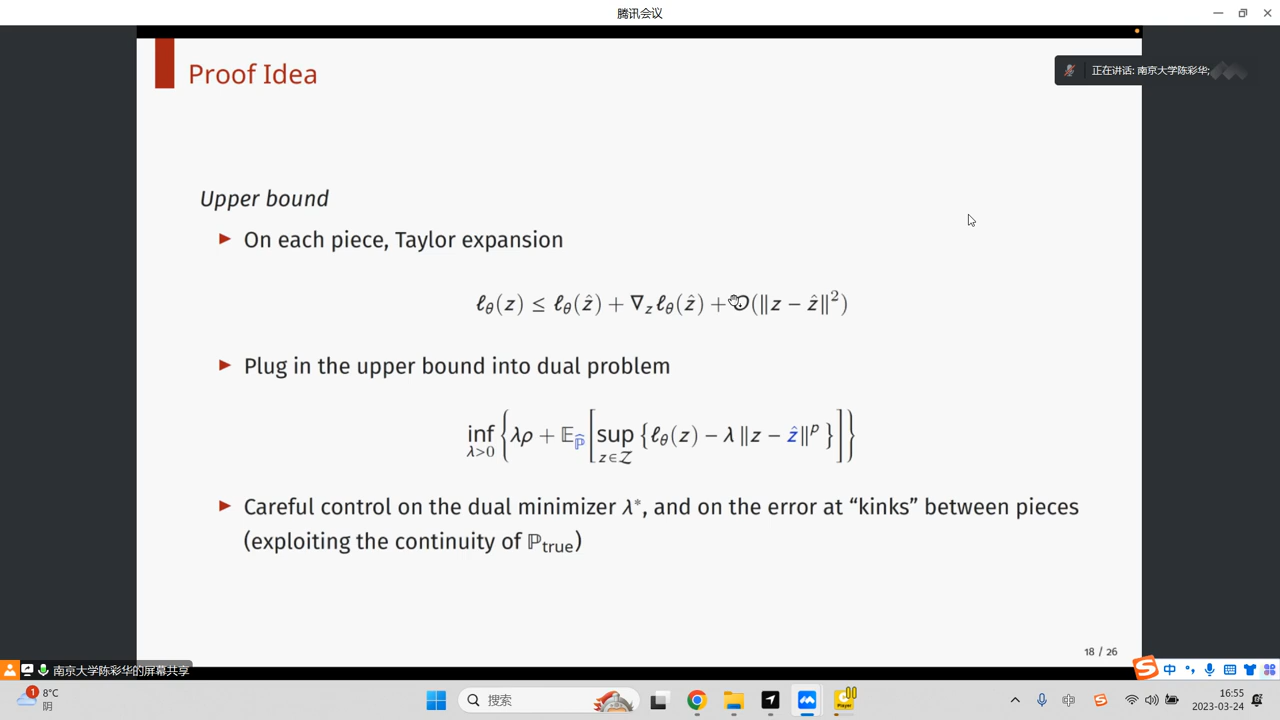 腾讯会议
Proof Idea
正在讲话: 南京大学陈彩华;
Upper bound
On each piece, Taylor expansion
ℓ_θ(z) ≤ ℓ_θ(ẑ) + ∇_z ℓ_θ(ẑ) + O(‖z − ẑ‖²)
Plug in the upper bound into dual problem
inf_{λ>0} { λρ + 𝔼_ℙ̂ [ sup_{z∈𝒵} { ℓ_θ(z) − λ ‖z − ẑ‖^p } ] }
Careful control on the dual minimizer λ*, and on the error at “kinks” between pieces
(exploiting the continuity of ℙ_true)
18 / 26
南京大学陈彩华的屏幕共享
中
1
8°C
阴
搜索
Player
中
16:55
2023-03-24